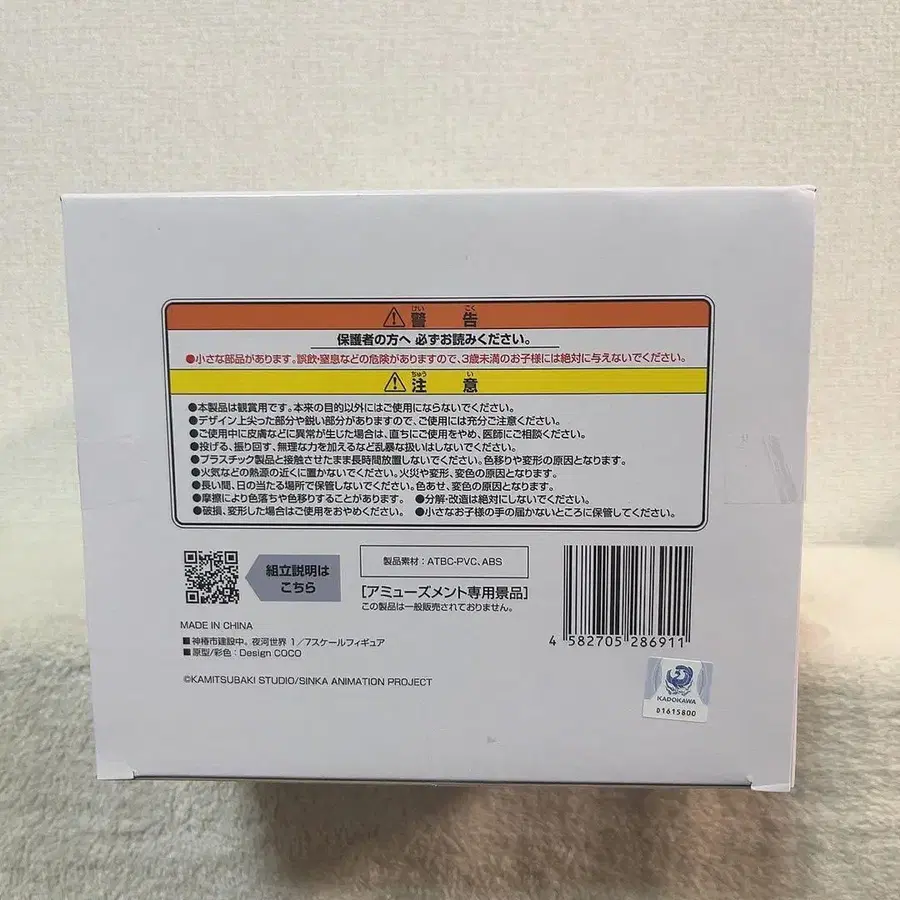 ⚠警告
けい こく
保護者の方へ 必ずお読みください。
●小さな部品があります。誤飲・窒息などの危険がありますので、3歳未満のお子様には絶対に与えないでください。
⚠注意
ちゅう い
●本製品は観賞用です。本来の目的以外にはご使用にならないでください。
●デザイン上尖った部分や鋭い部分がありますので、ご使用には充分ご注意ください。
●ご使用中に皮膚などに異常が生じた場合は、直ちにご使用をやめ、医師にご相談ください。
●投げる、振り回す、無理な力を加えるなど乱暴な扱いはしないでください。
●プラスチック製品と接触させたまま長時間放置しないでください。色移りや変形の原因となります。
●火気などの熱源の近くに置かないでください。火災や変形、変色の原因となります。
●長い間、日の当たる場所で保管しないでください。色あせ、変色の原因となります。
●摩擦により色落ちや色移りすることがあります。 ●分解・改造は絶対にしないでください。
●破損、変形した場合はご使用をおやめください。 ●小さなお子様の手の届かないところに保管してください。
組立説明は
こちら
製品素材：ATBC-PVC、ABS
[アミューズメント専用景品]
この製品は一般販売されておりません。
MADE IN CHINA
■神椿市建設中。 夜河世界 1／7スケールフィギュア
■原型/彩色：Design COCO
©KAMITSUBAKI STUDIO/SINKA ANIMATION PROJECT
4 582705 286911
KADOKAWA
D1615800